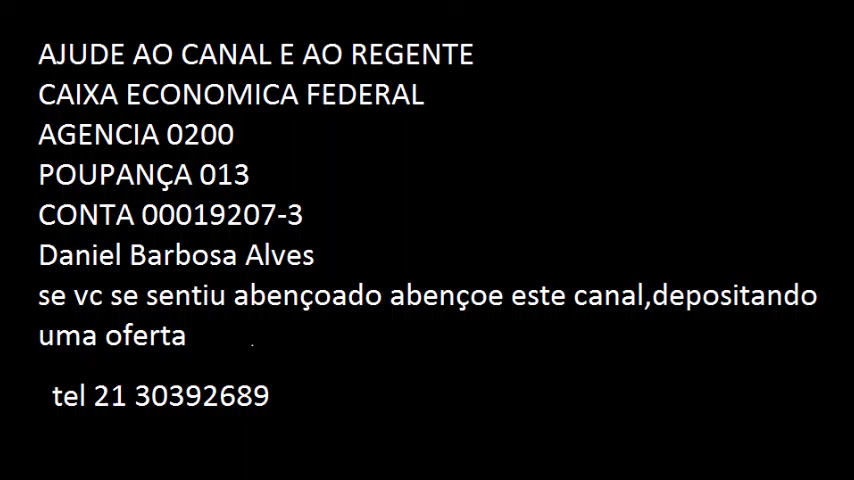 AJUDE AO CANAL E AO REGENTE
CAIXA ECONOMICA FEDERAL
AGENCIA 0200
POUPANÇA 013
CONTA 00019207-3
Daniel Barbosa Alves
se vc se sentiu abençoado abençoe este canal,depositando
uma oferta .
tel 21 30392689